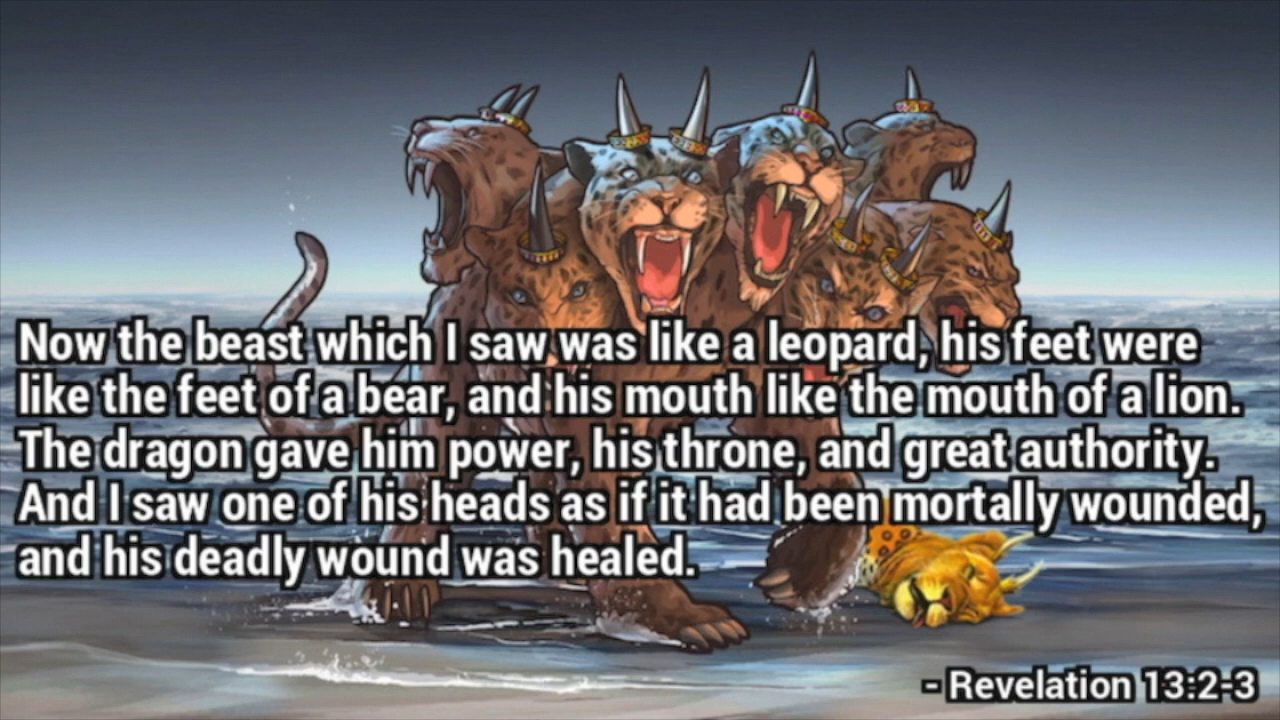 Now the beast which I saw was like a leopard, his feet were
like the feet of a bear, and his mouth like the mouth of a lion.
The dragon gave him power, his throne, and great authority.
And I saw one of his heads as if it had been mortally wounded,
and his deadly wound was healed.
- Revelation 13:2-3